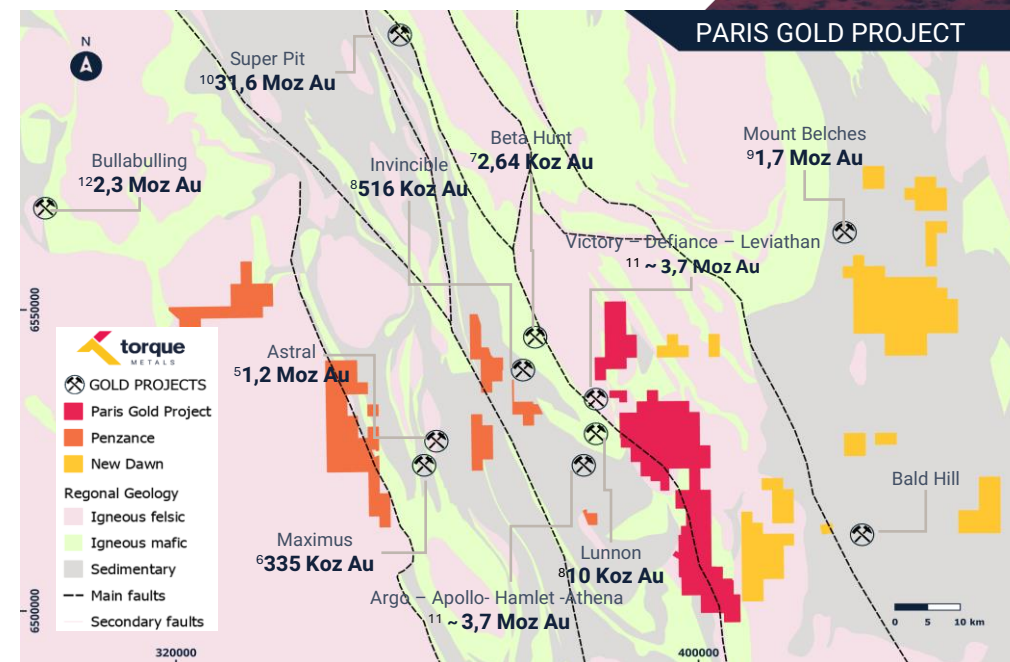 PARIS GOLD PROJECT
N
Super Pit
¹⁰31,6 Moz Au
Beta Hunt
⁷2,64 Koz Au
Mount Belches
⁹1,7 Moz Au
Bullabulling
¹²2,3 Moz Au
Invincible
⁸516 Koz Au
Victory – Defiance – Leviathan
¹¹ ~ 3,7 Moz Au
6550000
torque
METALS
GOLD PROJECTS
Paris Gold Project
Penzance
New Dawn
Regional Geology
Igneous felsic
Igneous mafic
Sedimentary
Main faults
Secondary faults
Astral
⁵1,2 Moz Au
Bald Hill
Maximus
⁶335 Koz Au
Lunnon
⁸10 Koz Au
Argo – Apollo- Hamlet -Athena
¹¹ ~ 3,7 Moz Au
6500000
0 5 10 km
320000
400000